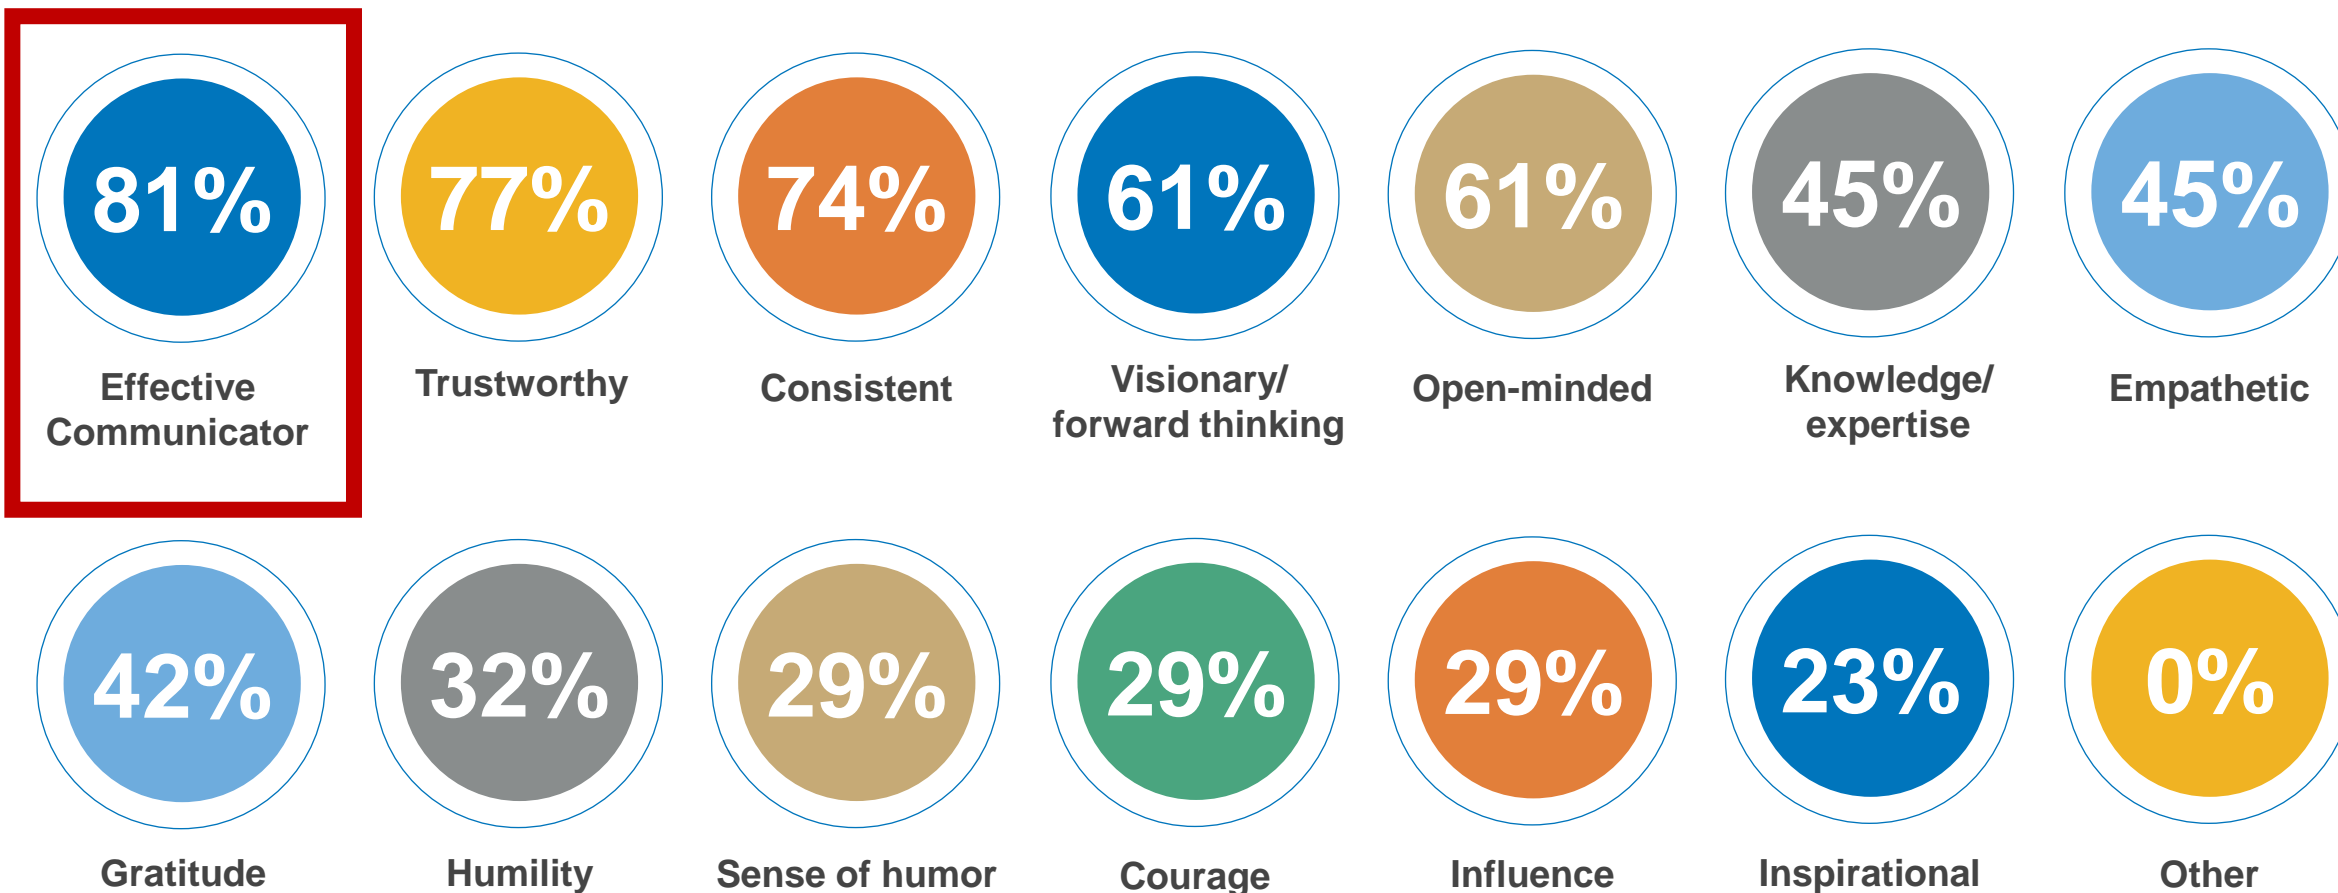 81%
77%
74%
61%
61%
45%
45%
Effective
Communicator
Trustworthy
Consistent
Visionary/
forward thinking
Open-minded
Knowledge/
expertise
Empathetic
42%
32%
29%
29%
29%
23%
0%
Gratitude
Humility
Sense of humor
Courage
Influence
Inspirational
Other